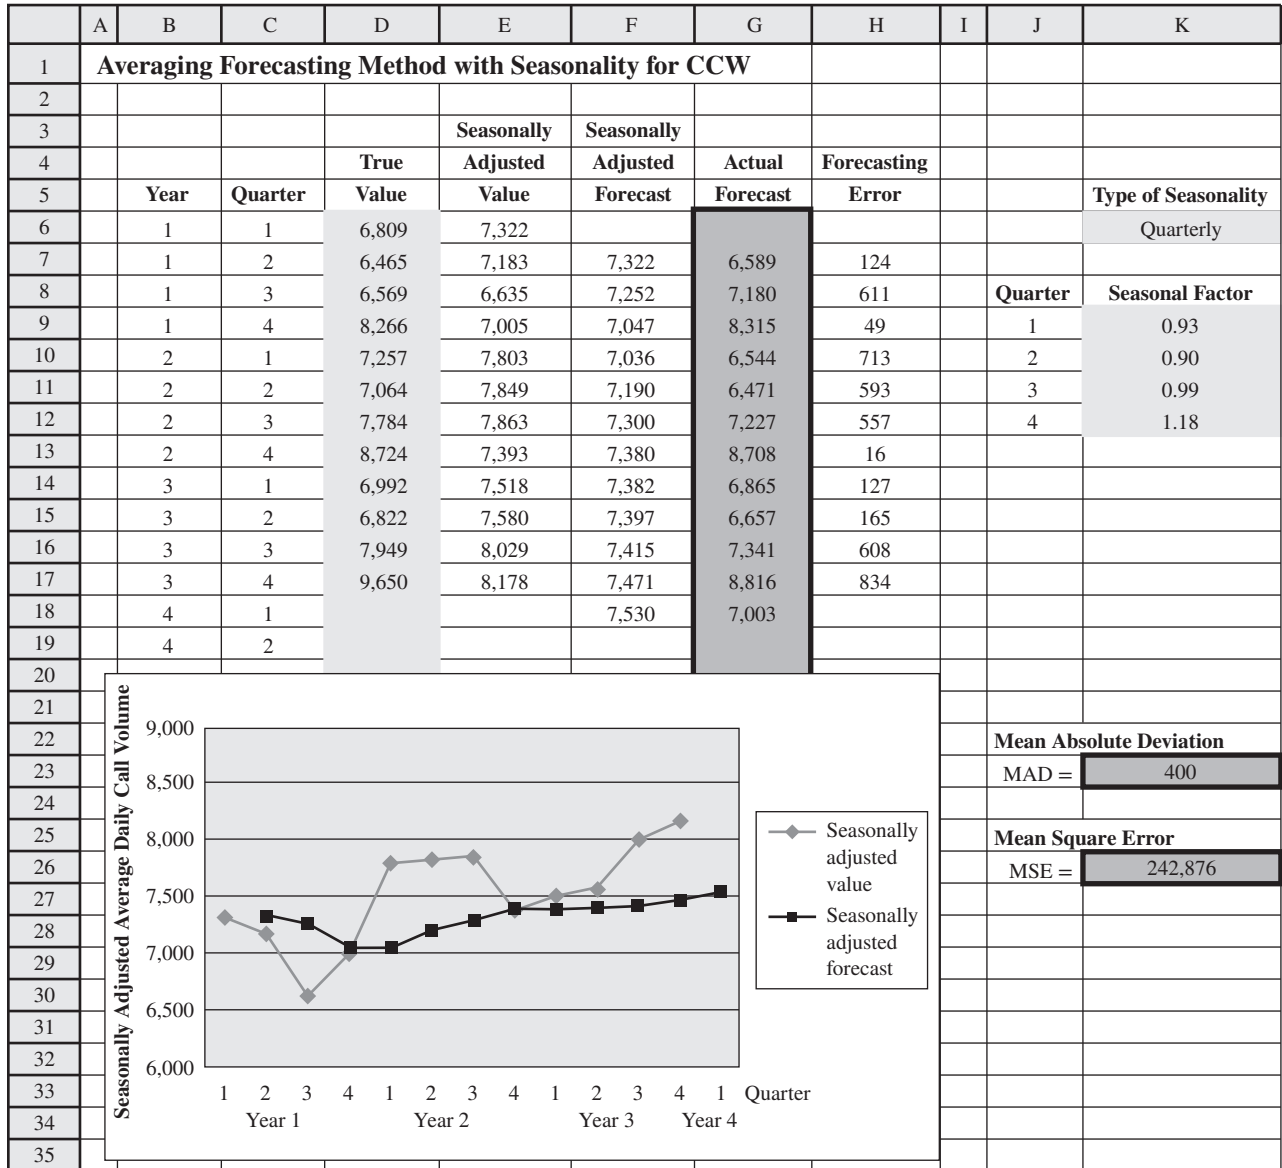 A B C D E F G H I J K
1 Averaging Forecasting Method with Seasonality for CCW
2
3 Seasonally Seasonally
4 True Adjusted Adjusted Actual Forecasting
5 Year Quarter Value Value Forecast Forecast Error Type of Seasonality
6 1 1 6,809 7,322 Quarterly
7 1 2 6,465 7,183 7,322 6,589 124
8 1 3 6,569 6,635 7,252 7,180 611 Quarter Seasonal Factor
9 1 4 8,266 7,005 7,047 8,315 49 1 0.93
10 2 1 7,257 7,803 7,036 6,544 713 2 0.90
11 2 2 7,064 7,849 7,190 6,471 593 3 0.99
12 2 3 7,784 7,863 7,300 7,227 557 4 1.18
13 2 4 8,724 7,393 7,380 8,708 16
14 3 1 6,992 7,518 7,382 6,865 127
15 3 2 6,822 7,580 7,397 6,657 165
16 3 3 7,949 8,029 7,415 7,341 608
17 3 4 9,650 8,178 7,471 8,816 834
18 4 1 7,530 7,003
19 4 2
20
21
22 Mean Absolute Deviation
23 MAD = 400
24
25 Mean Square Error
26 MSE = 242,876
27
28
29
30
31
32
33
34
35
Seasonally Adjusted Average Daily Call Volume
9,000
8,500
8,000
7,500
7,000
6,500
6,000
1 2 3 4 1 2 3 4 1 2 3 4 1 Quarter
Year 1 Year 2 Year 3 Year 4
Seasonally
adjusted
value
Seasonally
adjusted
forecast